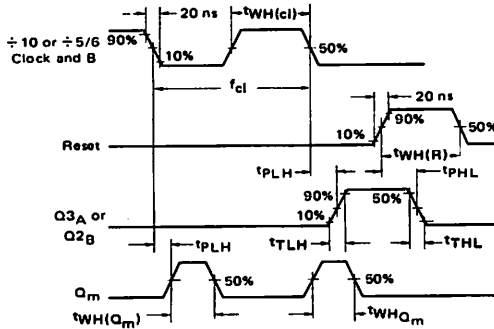 20 ns
tWH(cl)
÷10 or ÷5/6
Clock and B
90%
10%
50%
fcl
20 ns
90%
10%
50%
Reset
tWH(R)
tPLH
tPHL
90%
10%
50%
Q3A or
Q2B
tPLH
tTLH
tTHL
50%
50%
Qm
tWH(Qm)
tWHQm